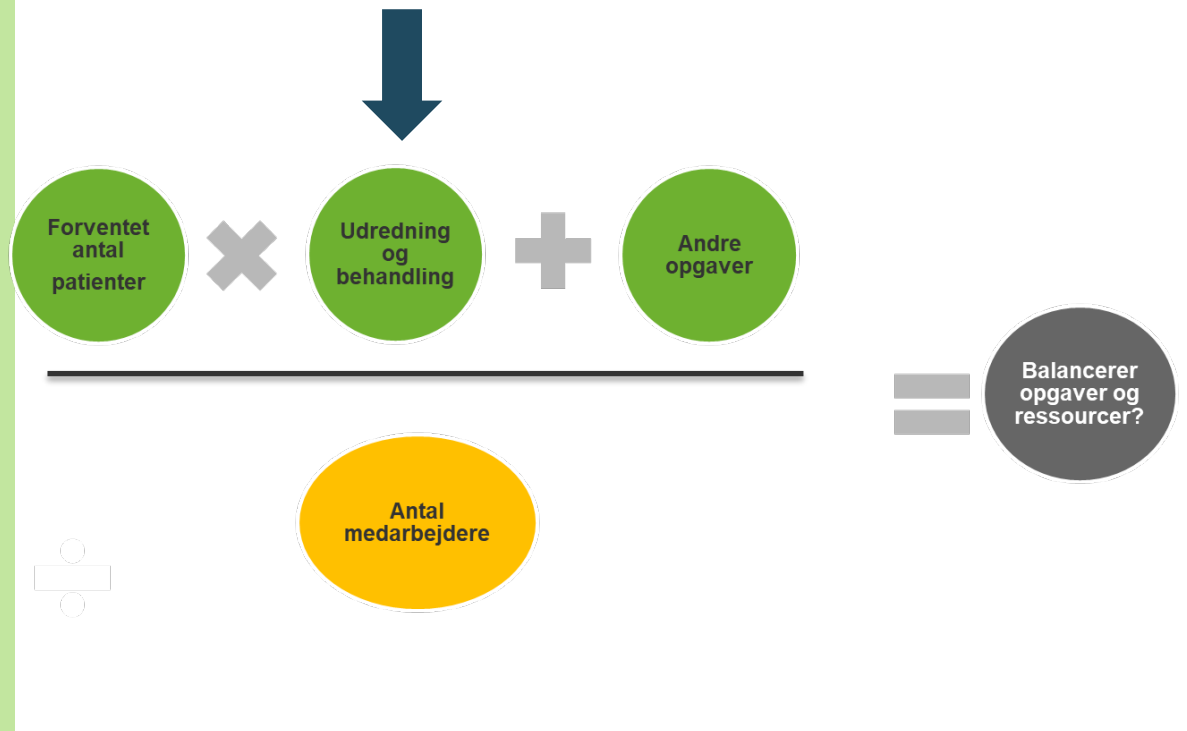 Forventet
antal
patienter
Udredning
og
behandling
Andre
opgaver
Balancerer
opgaver og
ressourcer?
Antal
medarbejdere